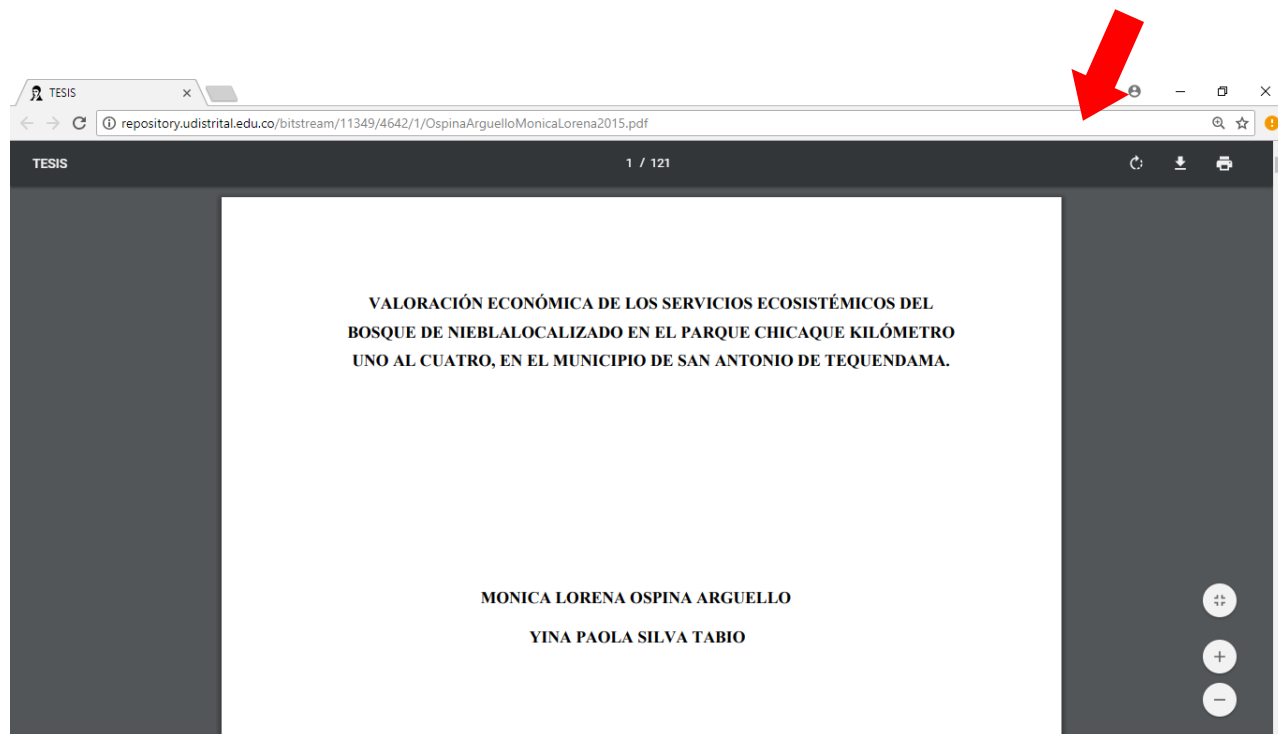 TESIS
repository.udistrital.edu.co/bitstream/11349/4642/1/OspinaArguelloMonicaLorena2015.pdf
TESIS
1 / 121
VALORACIÓN ECONÓMICA DE LOS SERVICIOS ECOSISTÉMICOS DEL
BOSQUE DE NIEBLALOCALIZADO EN EL PARQUE CHICAQUE KILÓMETRO
UNO AL CUATRO, EN EL MUNICIPIO DE SAN ANTONIO DE TEQUENDAMA.
MONICA LORENA OSPINA ARGUELLO
YINA PAOLA SILVA TABIO